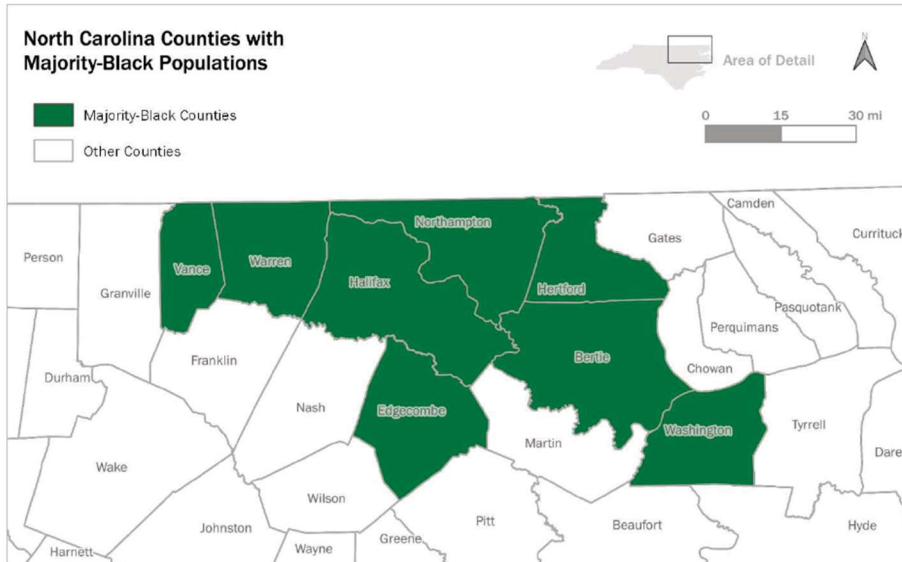 North Carolina Counties with
Majority-Black Populations
Majority-Black Counties
Other Counties
Area of Detail
N
0 15 30 mi
Person
Granville
Vance
Warren
Northampton
Halifax
Hertford
Gates
Camden
Currituck
Pasquotank
Perquimans
Chowan
Bertie
Franklin
Durham
Nash
Edgecombe
Martin
Washington
Tyrrell
Dare
Wake
Wilson
Pitt
Beaufort
Hyde
Johnston
Greene
Wayne
Harnett